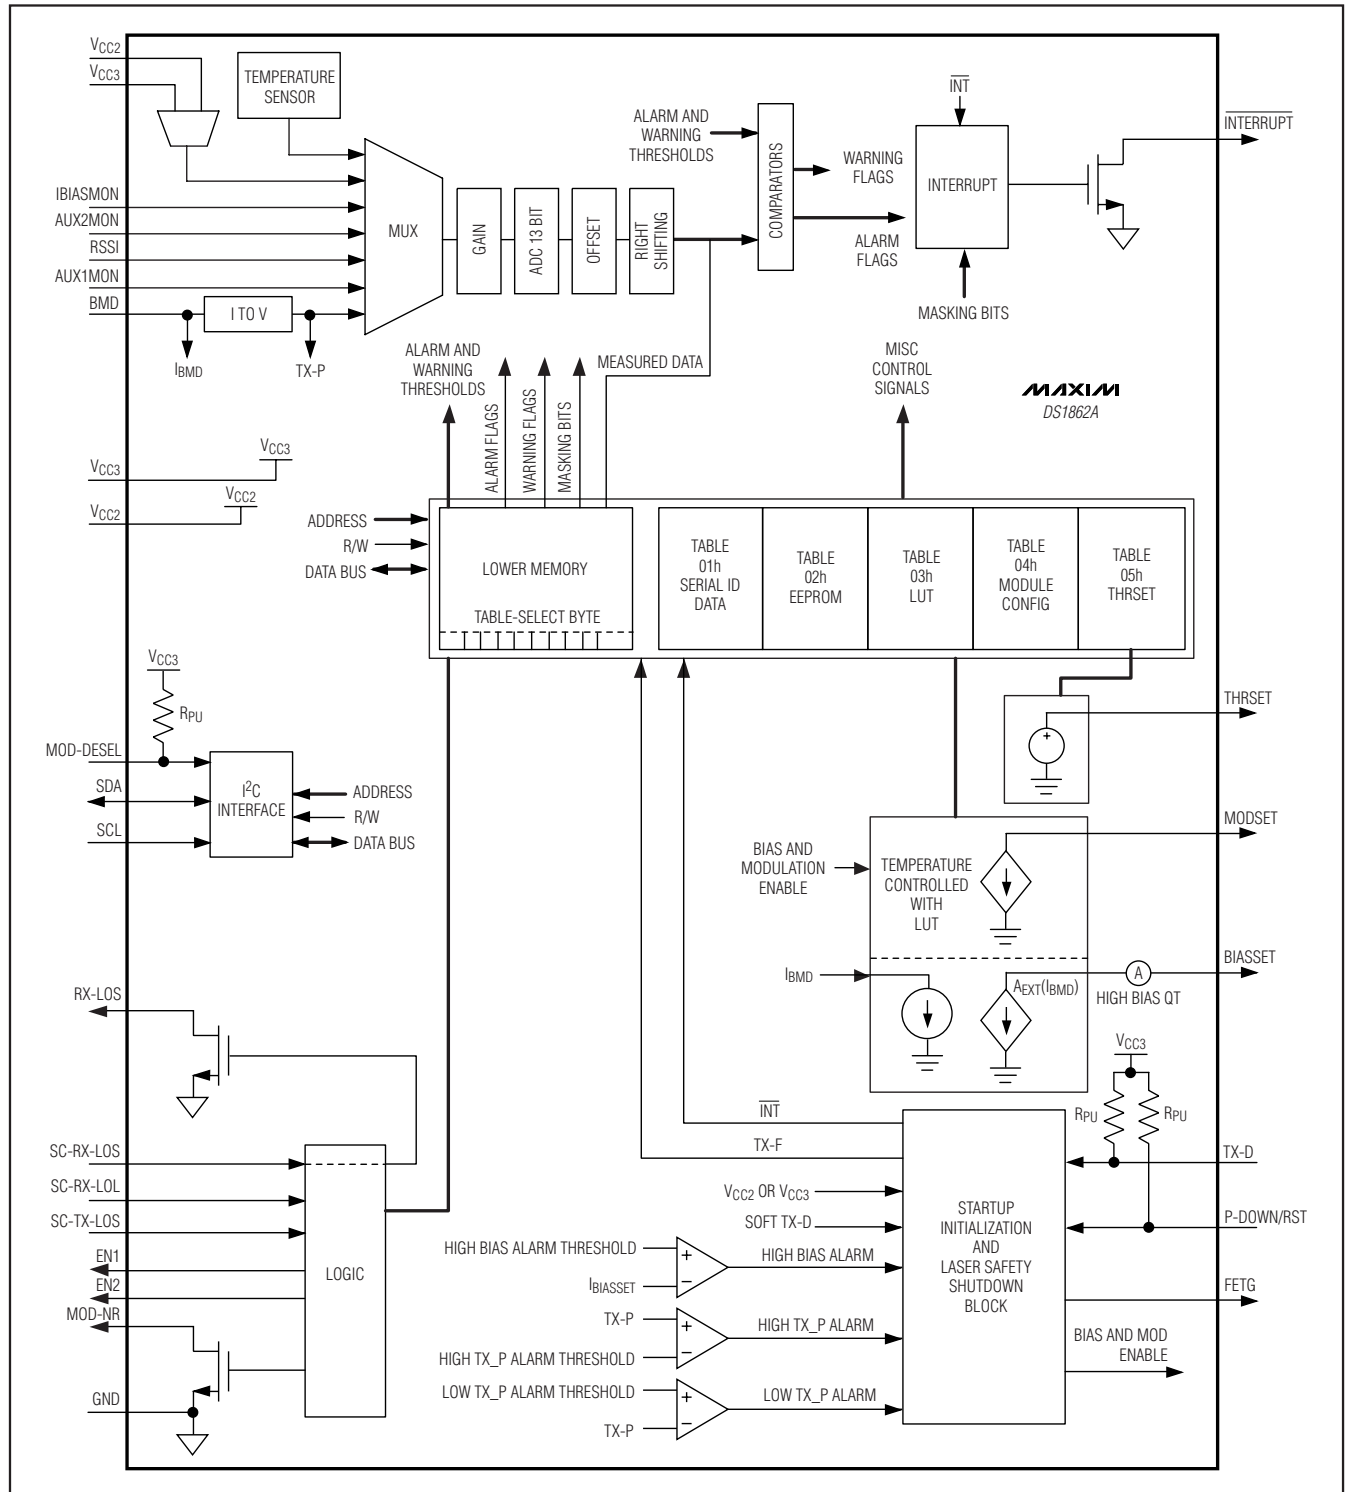 VCC2
VCC3
TEMPERATURE
SENSOR
IBIASMON
AUX2MON
RSSI
AUX1MON
BMD
I TO V
IBMD
TX-P
MUX
GAIN
ADC 13 BIT
OFFSET
RIGHT
SHIFTING
ALARM AND
WARNING
THRESHOLDS
COMPARATORS
WARNING
FLAGS
ALARM
FLAGS
INT
INTERRUPT
MASKING BITS
INTERRUPT
ALARM AND
WARNING
THRESHOLDS
ALARM FLAGS
WARNING FLAGS
MASKING BITS
MEASURED DATA
MISC
CONTROL
SIGNALS
MAXIM
DS1862A
VCC3
VCC3
VCC2
VCC2
ADDRESS
R/W
DATA BUS
LOWER MEMORY
TABLE-SELECT BYTE
TABLE
01h
SERIAL ID
DATA
TABLE
02h
EEPROM
TABLE
03h
LUT
TABLE
04h
MODULE
CONFIG
TABLE
05h
THRSET
VCC3
RPU
MOD-DESEL
SDA
SCL
I2C
INTERFACE
ADDRESS
R/W
DATA BUS
+
THRSET
MODSET
BIAS AND
MODULATION
ENABLE
TEMPERATURE
CONTROLLED
WITH
LUT
IBMD
AEXT(IBMD)
A
HIGH BIAS QT
BIASSET
RX-LOS
VCC3
RPU
RPU
INT
TX-F
TX-D
SC-RX-LOS
SC-RX-LOL
SC-TX-LOS
EN1
EN2
MOD-NR
GND
LOGIC
VCC2 OR VCC3
SOFT TX-D
HIGH BIAS ALARM THRESHOLD
IBIASSET
+
−
HIGH BIAS ALARM
TX-P
HIGH TX_P ALARM THRESHOLD
+
−
HIGH TX_P ALARM
LOW TX_P ALARM THRESHOLD
TX-P
+
−
LOW TX_P ALARM
STARTUP
INITIALIZATION
AND
LASER SAFETY
SHUTDOWN
BLOCK
P-DOWN/RST
FETG
BIAS AND MOD
ENABLE